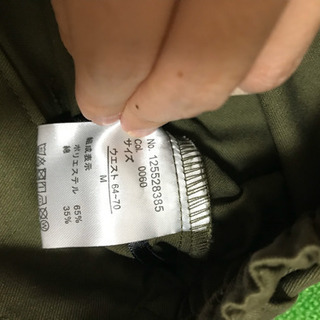 No. 125528385
Col. 0060
サイズ
ウエスト 64-70
M
組成表示
ポリエステル 65%
綿 35%